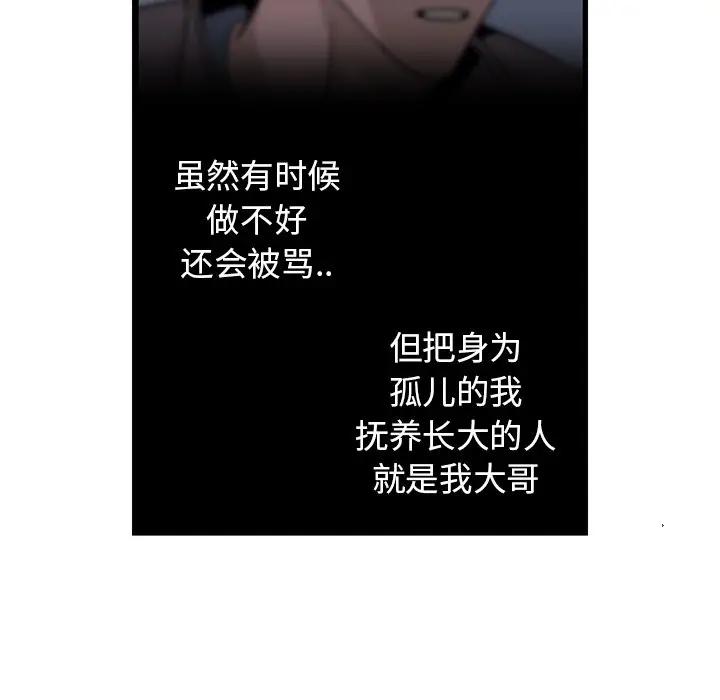 虽然有时候
做不好
还会被骂..
但把身为
孤儿的我
抚养长大的人
就是我大哥